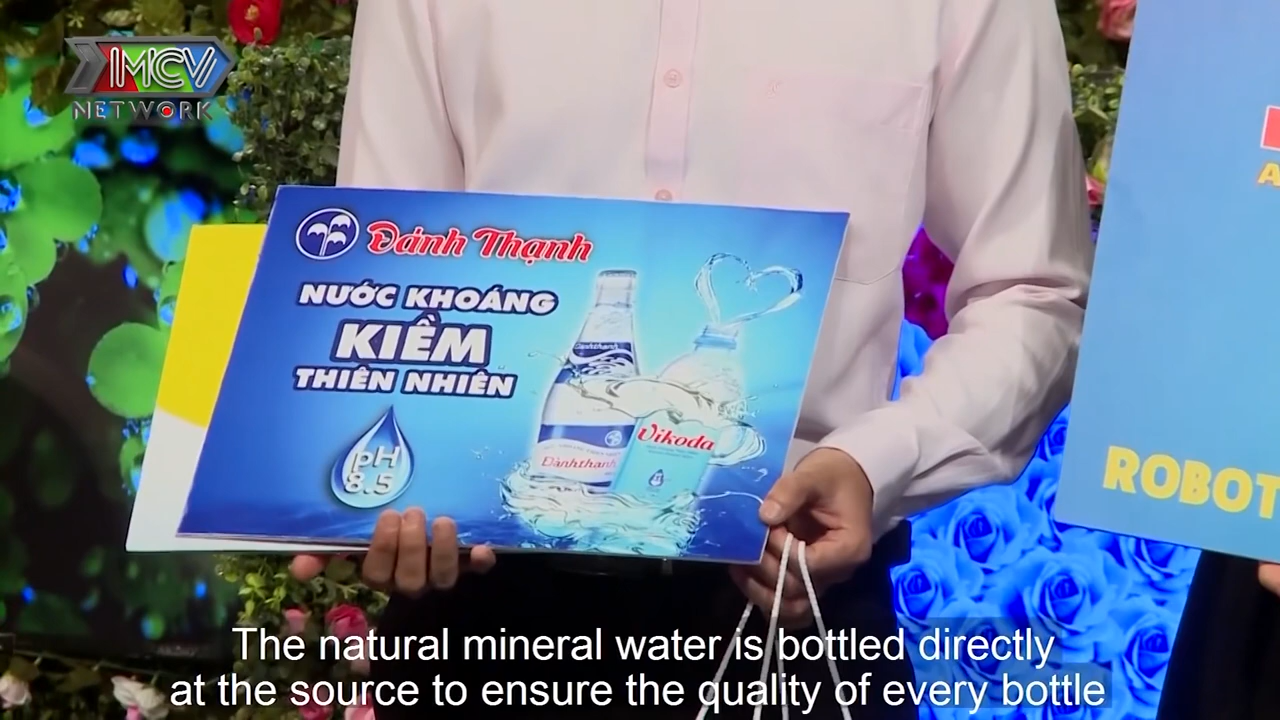 MCV
NETWORK
Đảnh Thạnh
NƯỚC KHOÁNG
KIỀM
THIÊN NHIÊN
pH
8.5
Đảnhthạnh
Đảnhthạnh
Vikoda
ROBOT
The natural mineral water is bottled directly
at the source to ensure the quality of every bottle